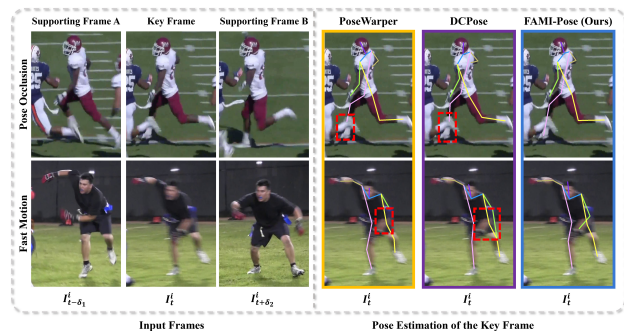 Supporting Frame A
Key Frame
Supporting Frame B
PoseWarper
DCPose
FAMI-Pose (Ours)
Pose Occlusion
Fast Motion
I^i_{t-δ_1}
I^i_t
I^i_{t+δ_2}
I^i_t
I^i_t
I^i_t
Input Frames
Pose Estimation of the Key Frame